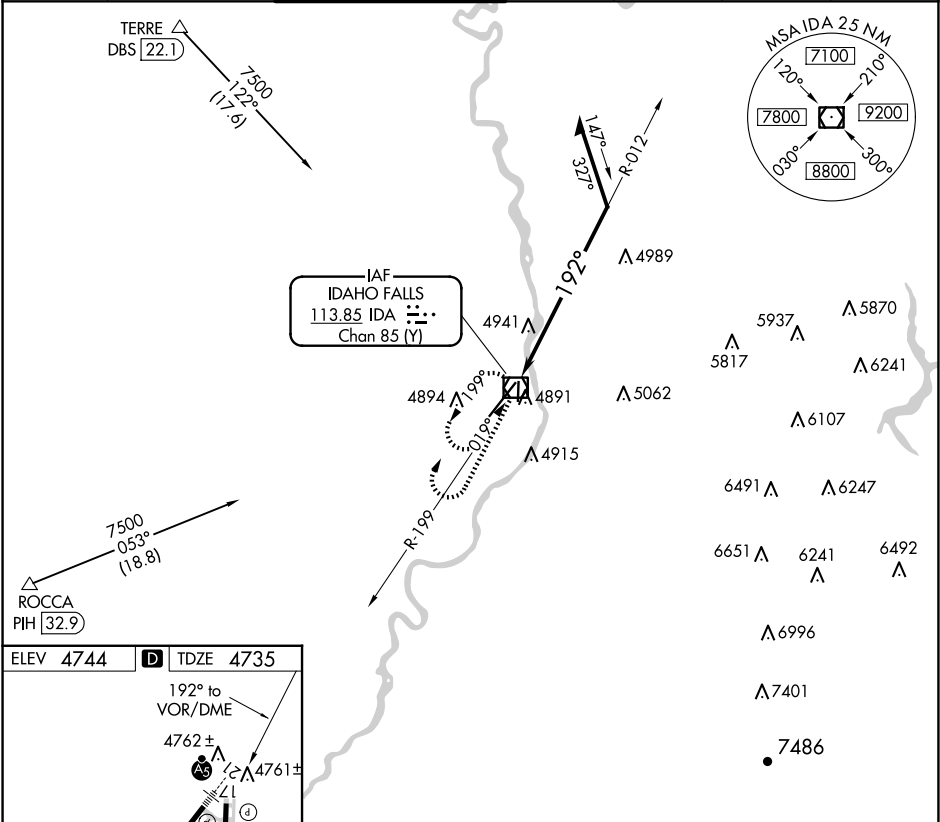 TERRE
DBS 22.1
7500
122°
(17.6)
MSA IDA 25 NM
7100
120°
210°
7800
9200
030°
300°
8800
147°
327°
R-012
192°
4989
IAF
IDAHO FALLS
113.85 IDA
Chan 85 (Y)
4941
5870
5937
5817
6241
4894
199°
4891
5062
019°
6107
4915
6491
6247
R-199
7500
053°
(18.8)
6651
6241
6492
ROCCA
PIH 32.9
6996
ELEV 4744 D TDZE 4735
7401
192° to
VOR/DME
4762 ±
7486
A5
21
4761±
17
P
P